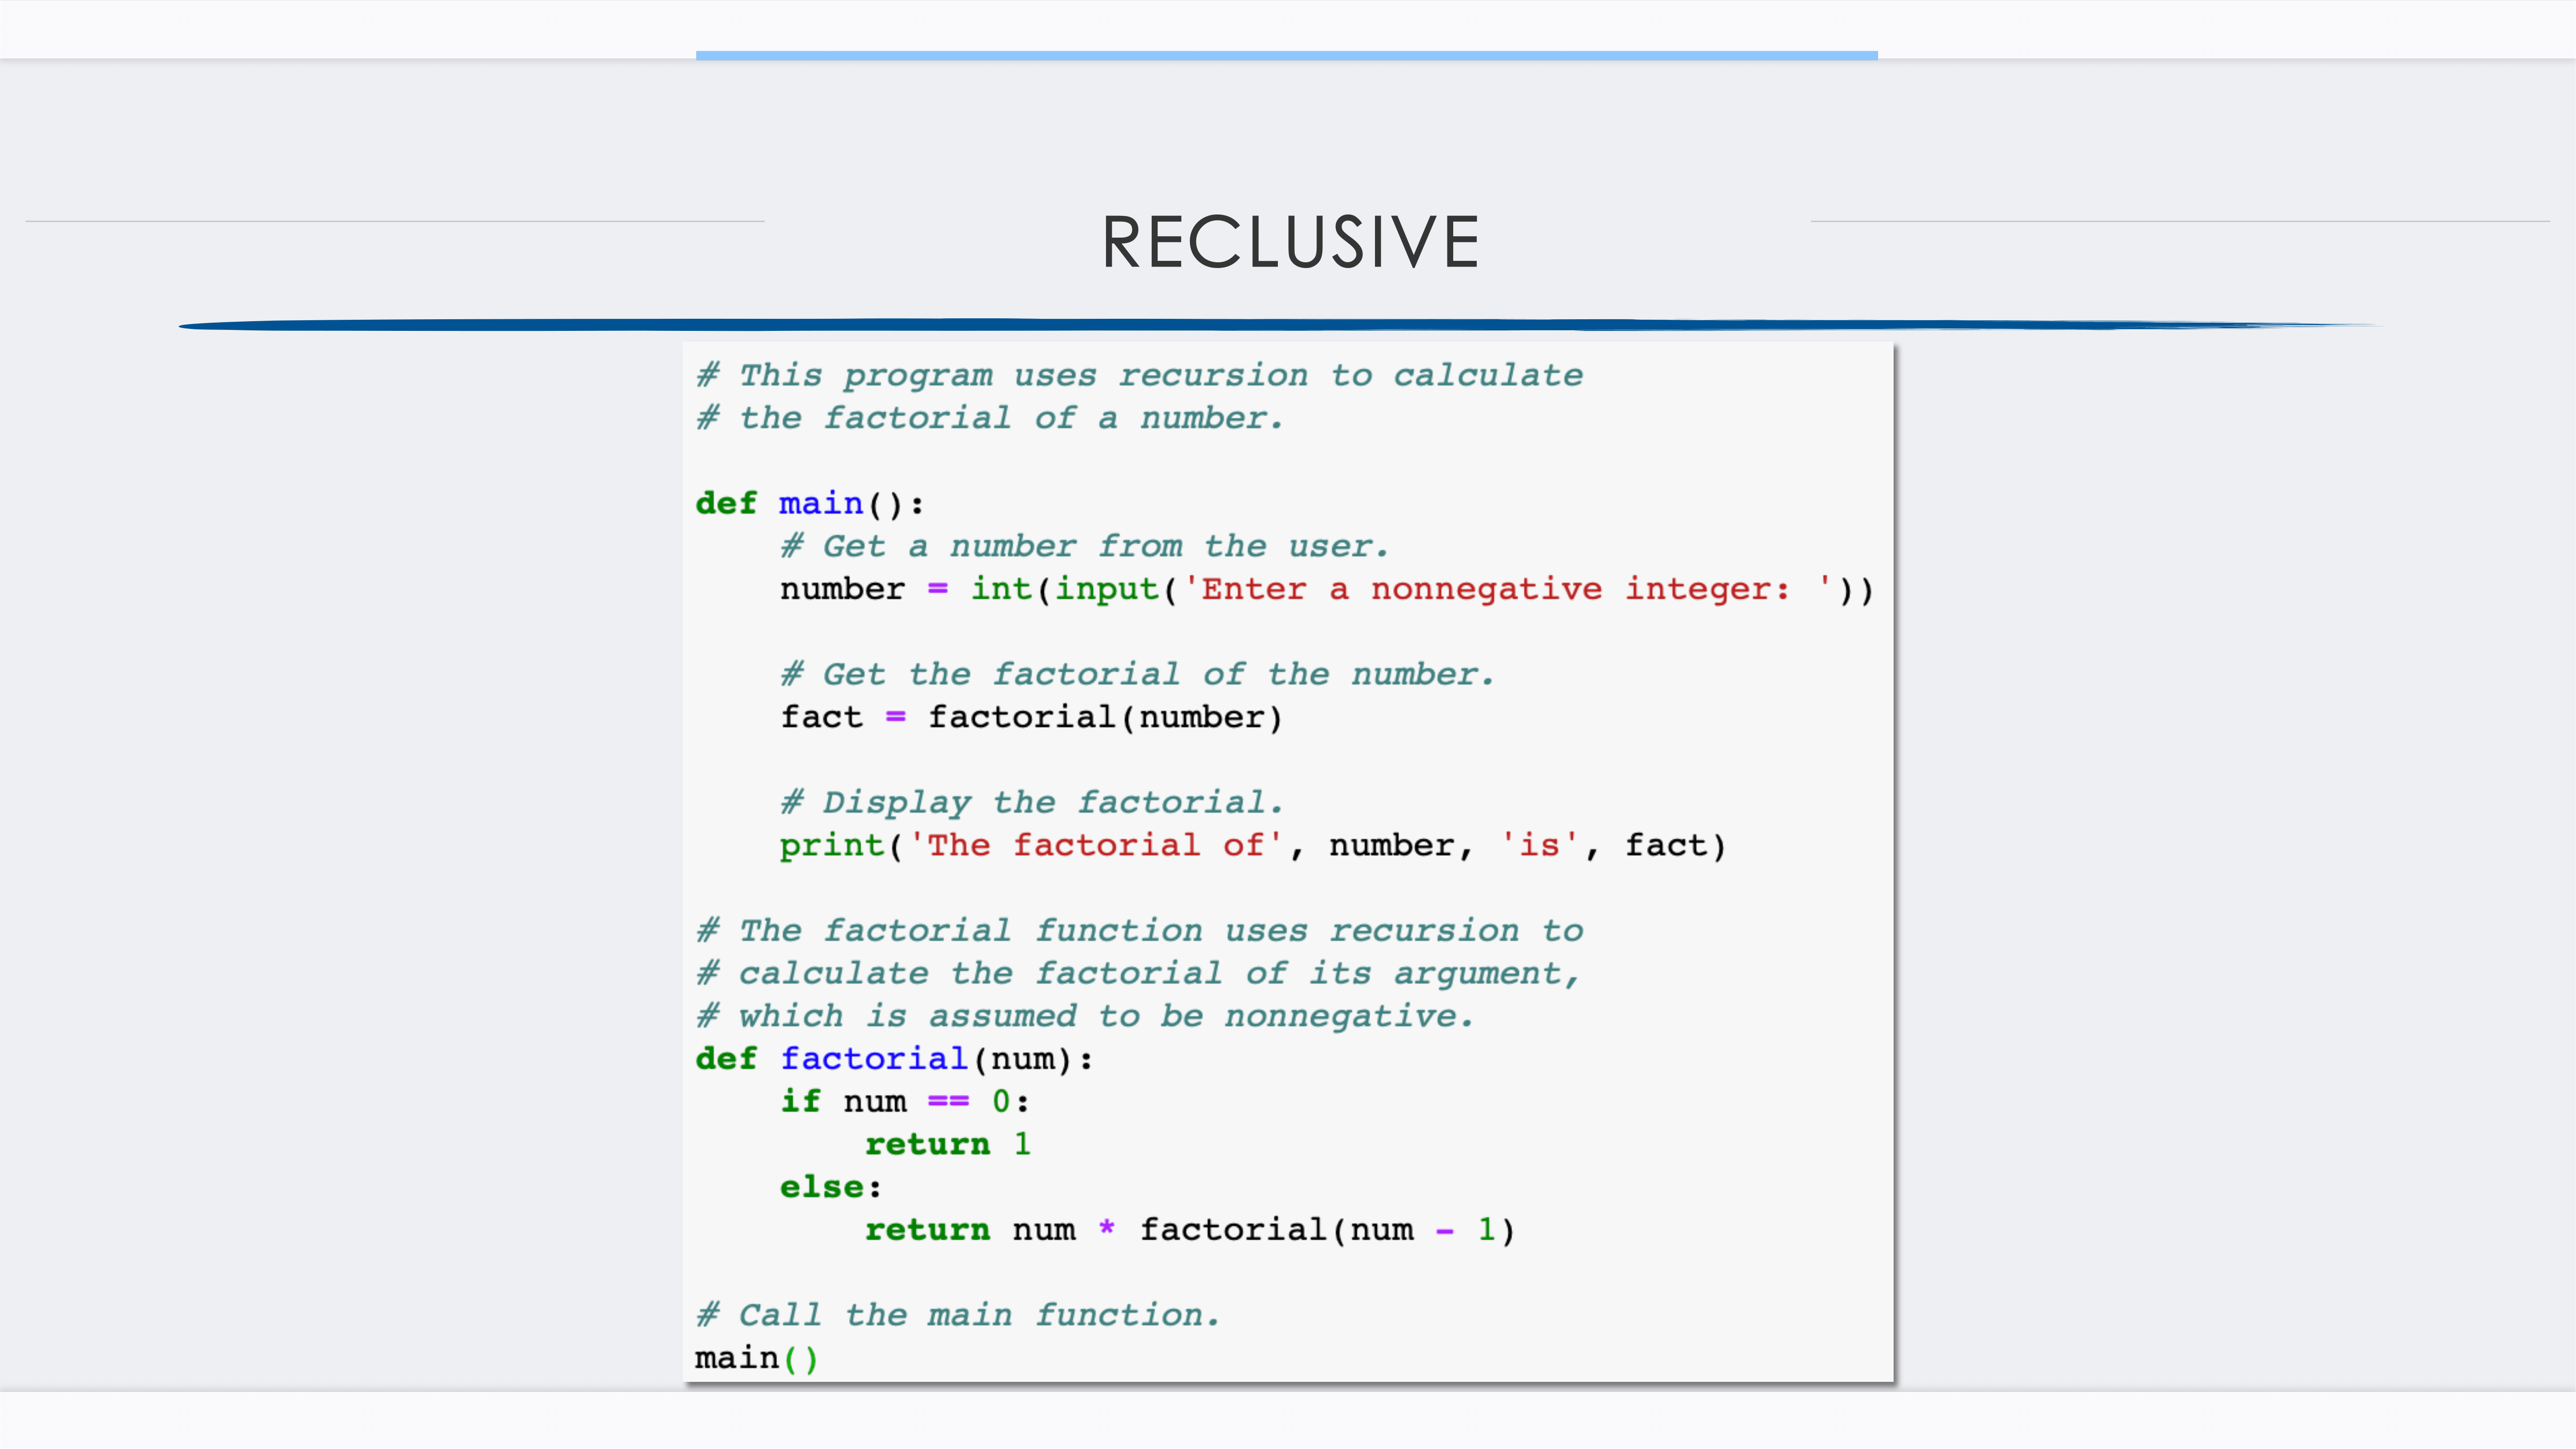 RECLUSIVE
# This program uses recursion to calculate
# the factorial of a number.
def main():
    # Get a number from the user.
    number = int(input('Enter a nonnegative integer: '))
    # Get the factorial of the number.
    fact = factorial(number)
    # Display the factorial.
    print('The factorial of', number, 'is', fact)
# The factorial function uses recursion to
# calculate the factorial of its argument,
# which is assumed to be nonnegative.
def factorial(num):
    if num == 0:
        return 1
    else:
        return num * factorial(num - 1)
# Call the main function.
main()